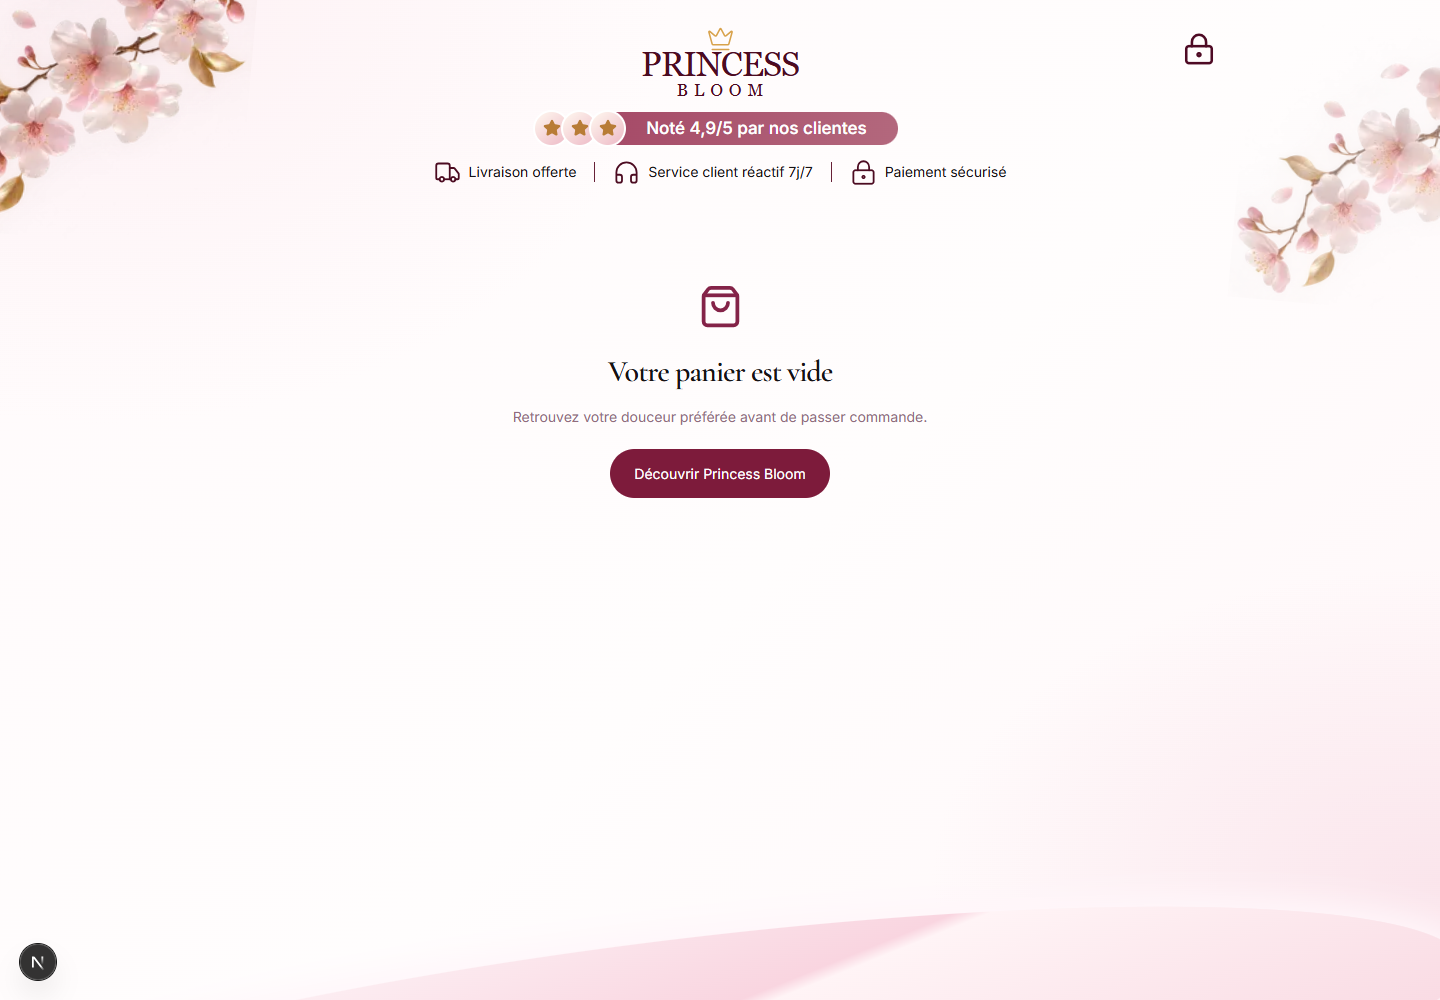 PRINCESS
BLOOM
Noté 4,9/5 par nos clientes
Livraison offerte
Service client réactif 7j/7
Paiement sécurisé
Votre panier est vide
Retrouvez votre douceur préférée avant de passer commande.
Découvrir Princess Bloom
N